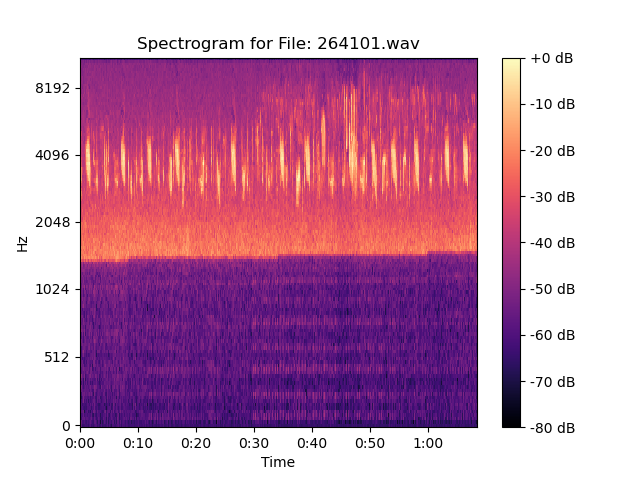 Spectrogram for File: 264101.wav
Hz
8192
4096
2048
1024
512
0
0:00 0:10 0:20 0:30 0:40 0:50 1:00
Time
+0 dB
-10 dB
-20 dB
-30 dB
-40 dB
-50 dB
-60 dB
-70 dB
-80 dB